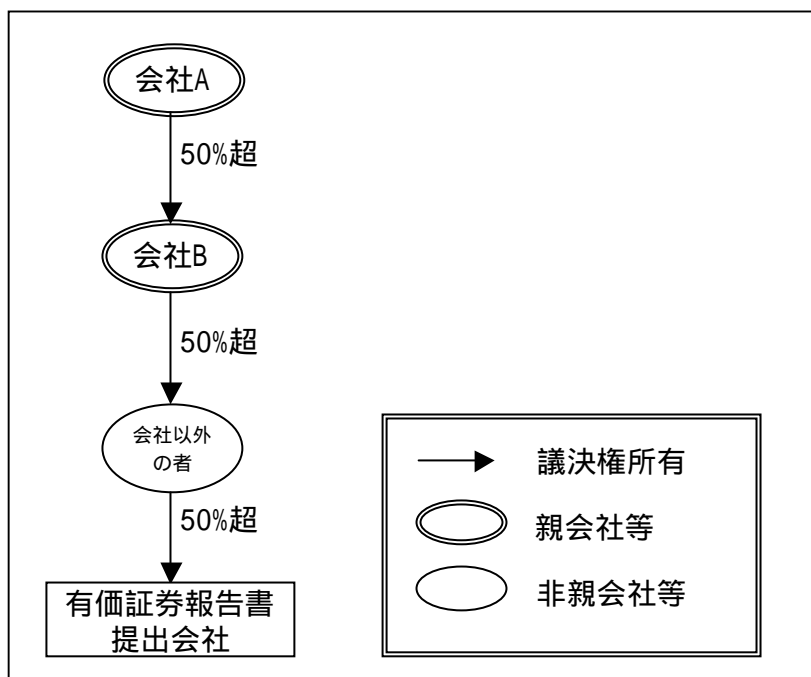 会社A
50%超
会社B
50%超
会社以外
の者
50%超
有価証券報告書
提出会社
議決権所有
親会社等
非親会社等